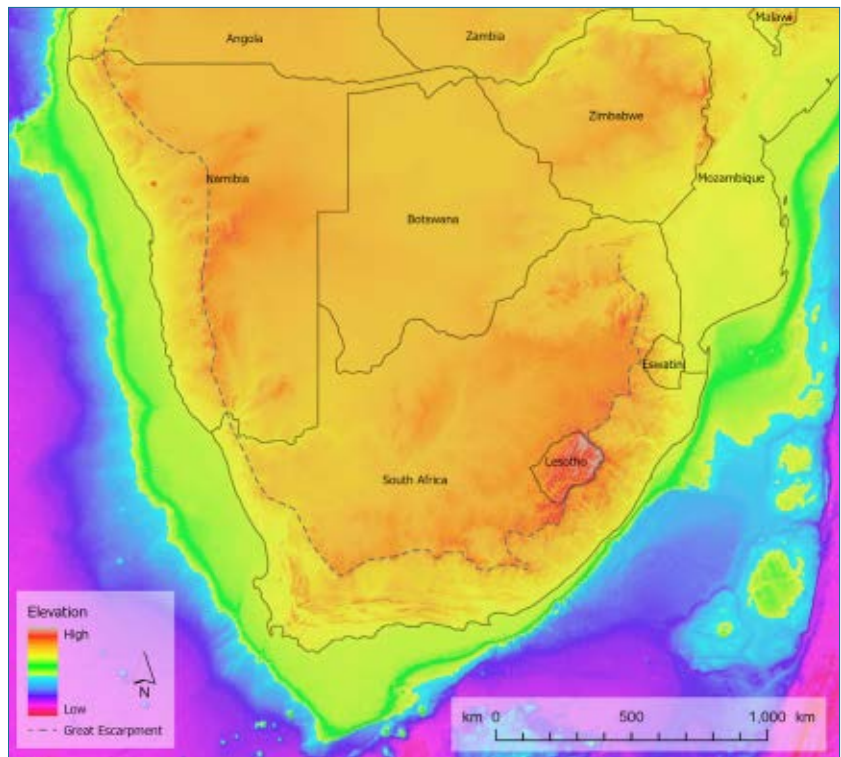 Malawi
Angola
Zambia
Zimbabwe
Namibia
Mozambique
Botswana
Eswatini
Lesotho
South Africa
Elevation
High
N
Low
Great Escarpment
km 0 500 1,000 km